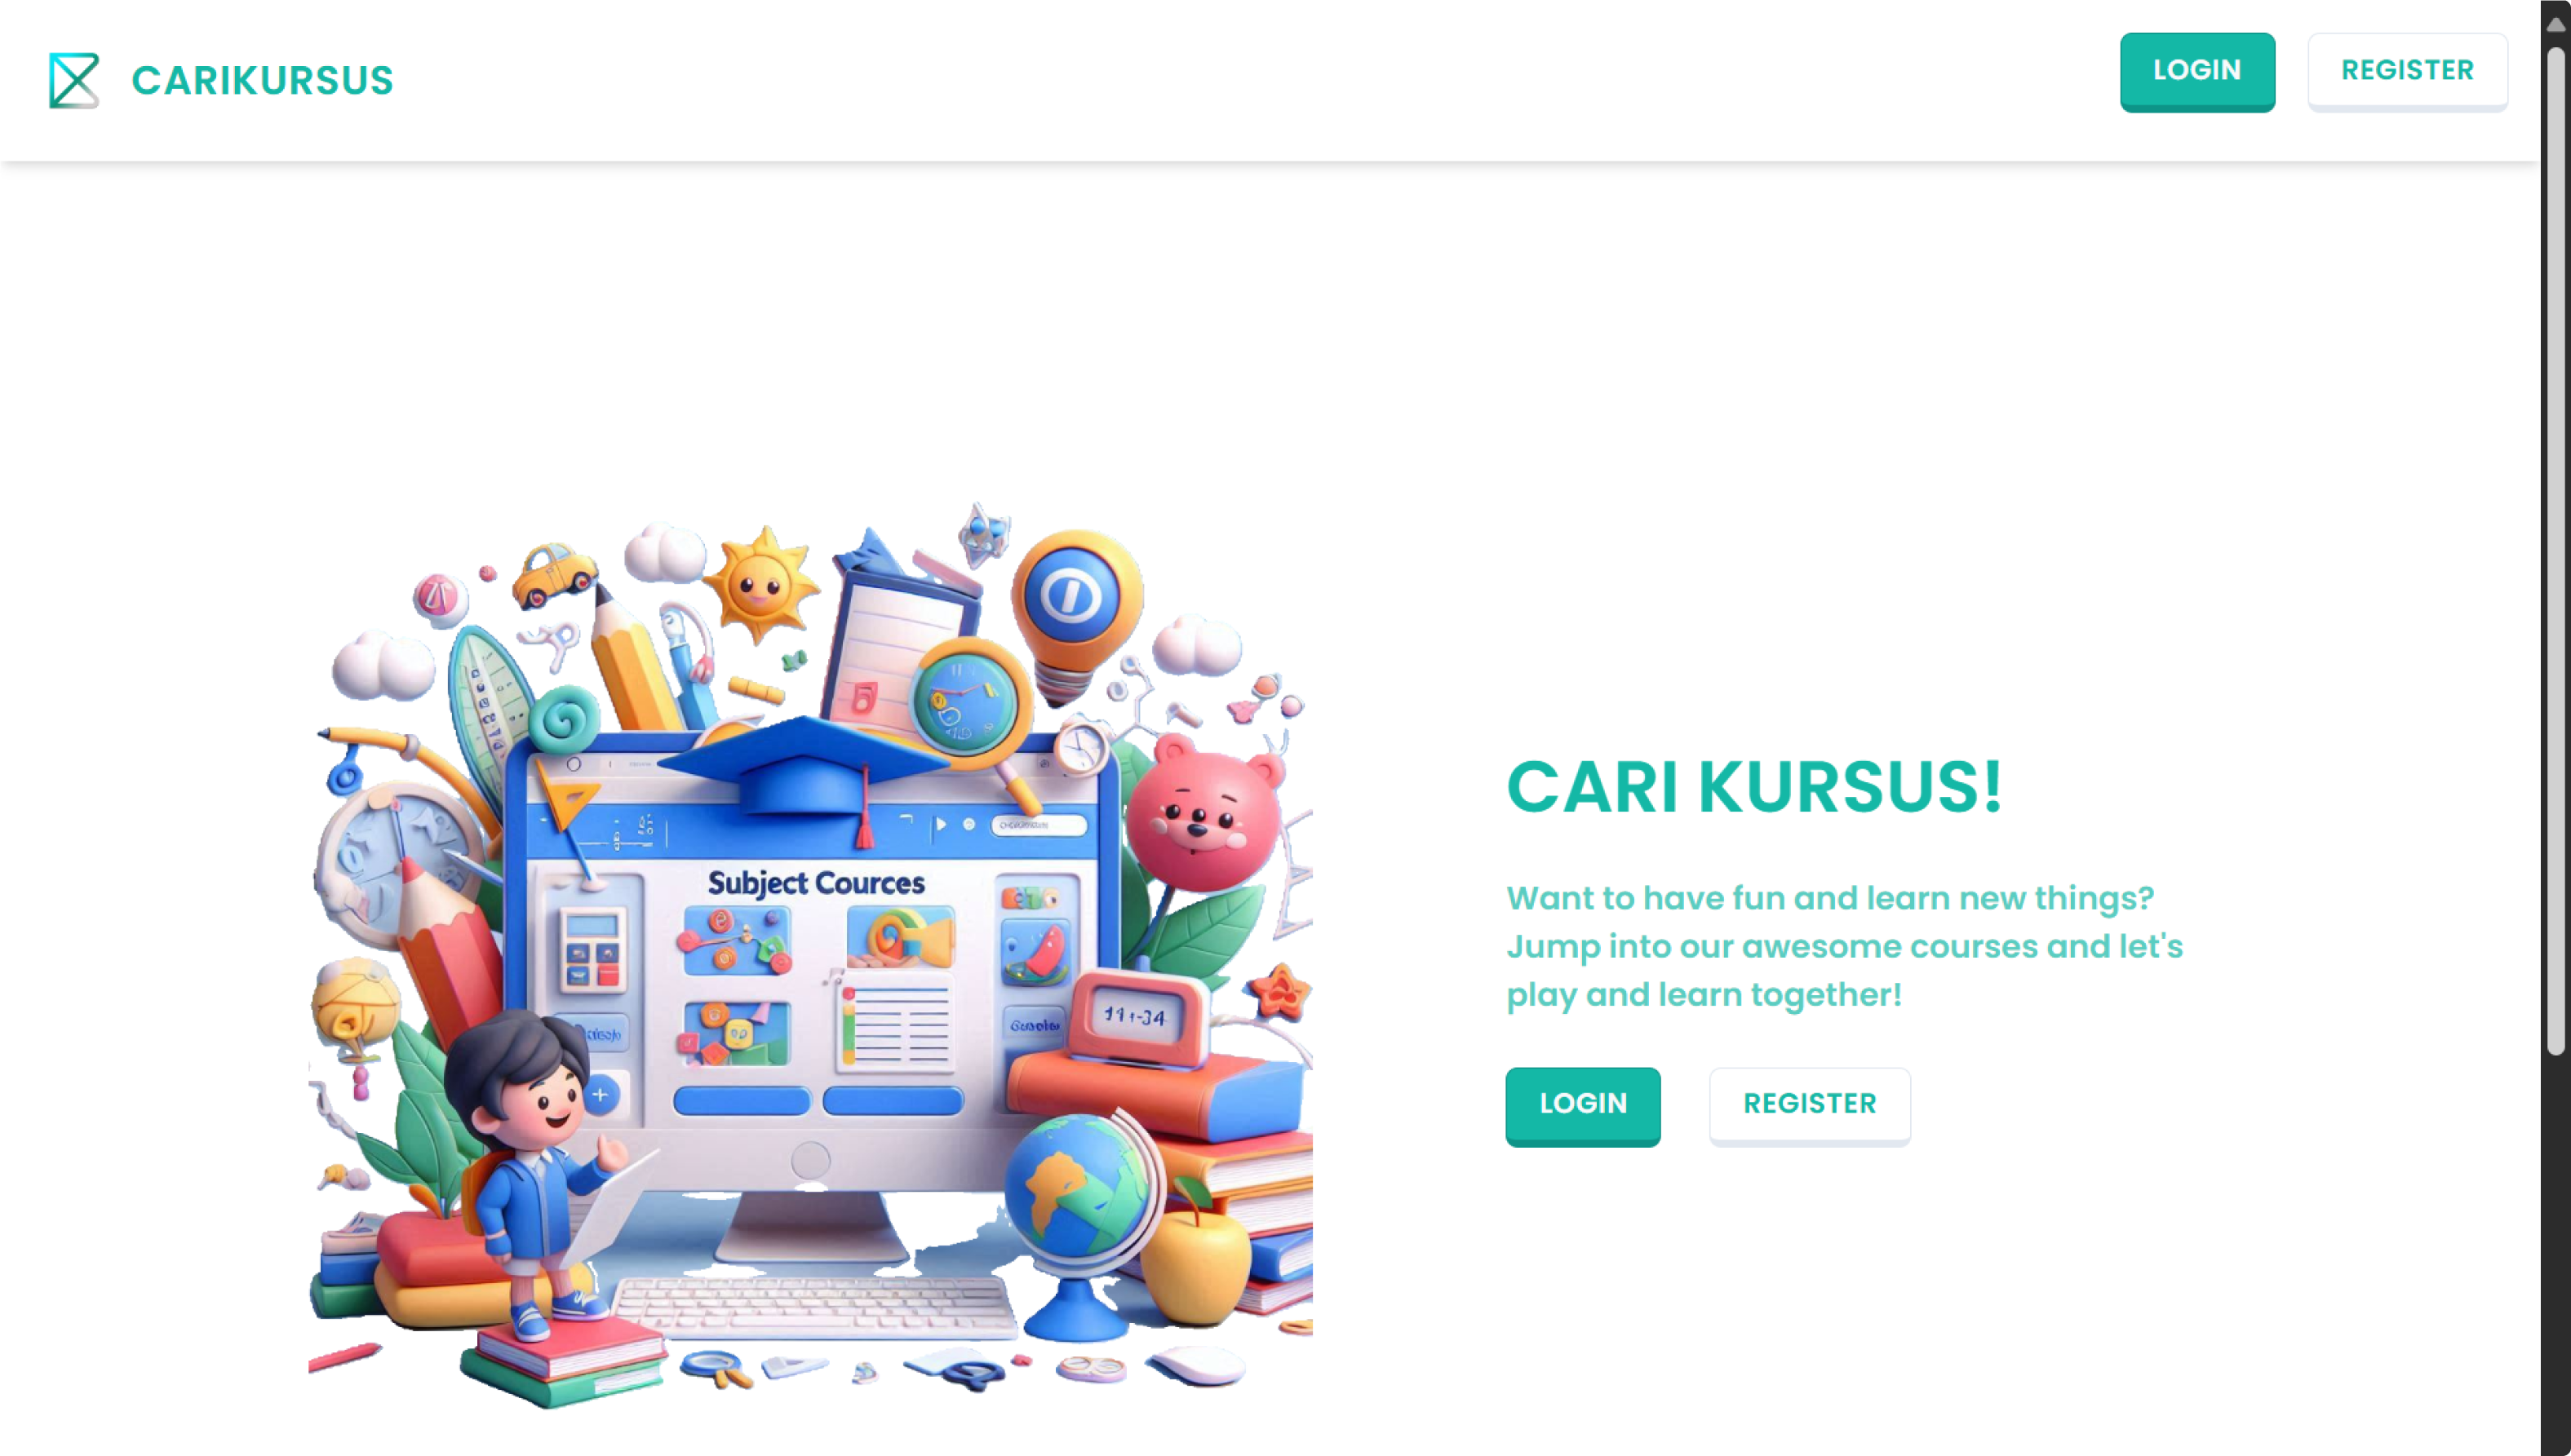 CARIKURSUS
LOGIN
REGISTER
Subject Cources
11+-34
CARI KURSUS!
Want to have fun and learn new things?
Jump into our awesome courses and let's
play and learn together!
LOGIN
REGISTER